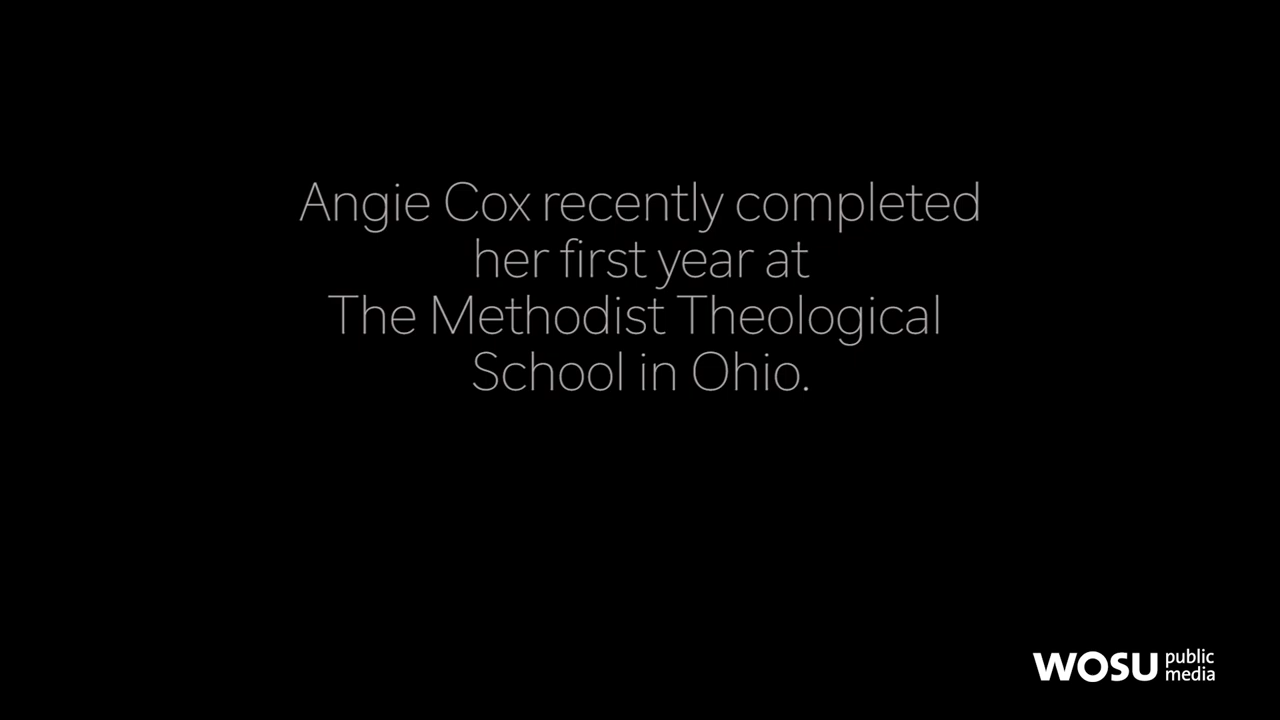 Angie Cox recently completed
her first year at
The Methodist Theological
School in Ohio.
WOSU public
media